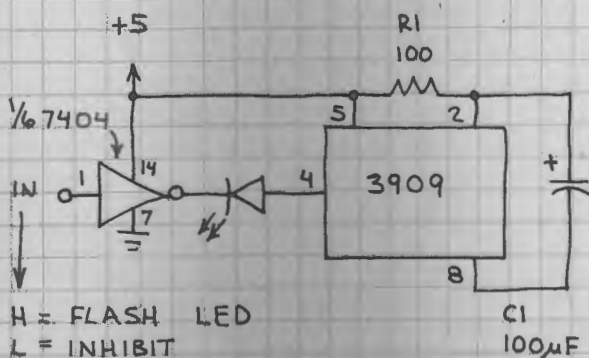 +5
R1
100
1/6 7404
5
2
1
14
IN
4
3909
+
7
8
H = FLASH LED
L = INHIBIT
C1
100µF